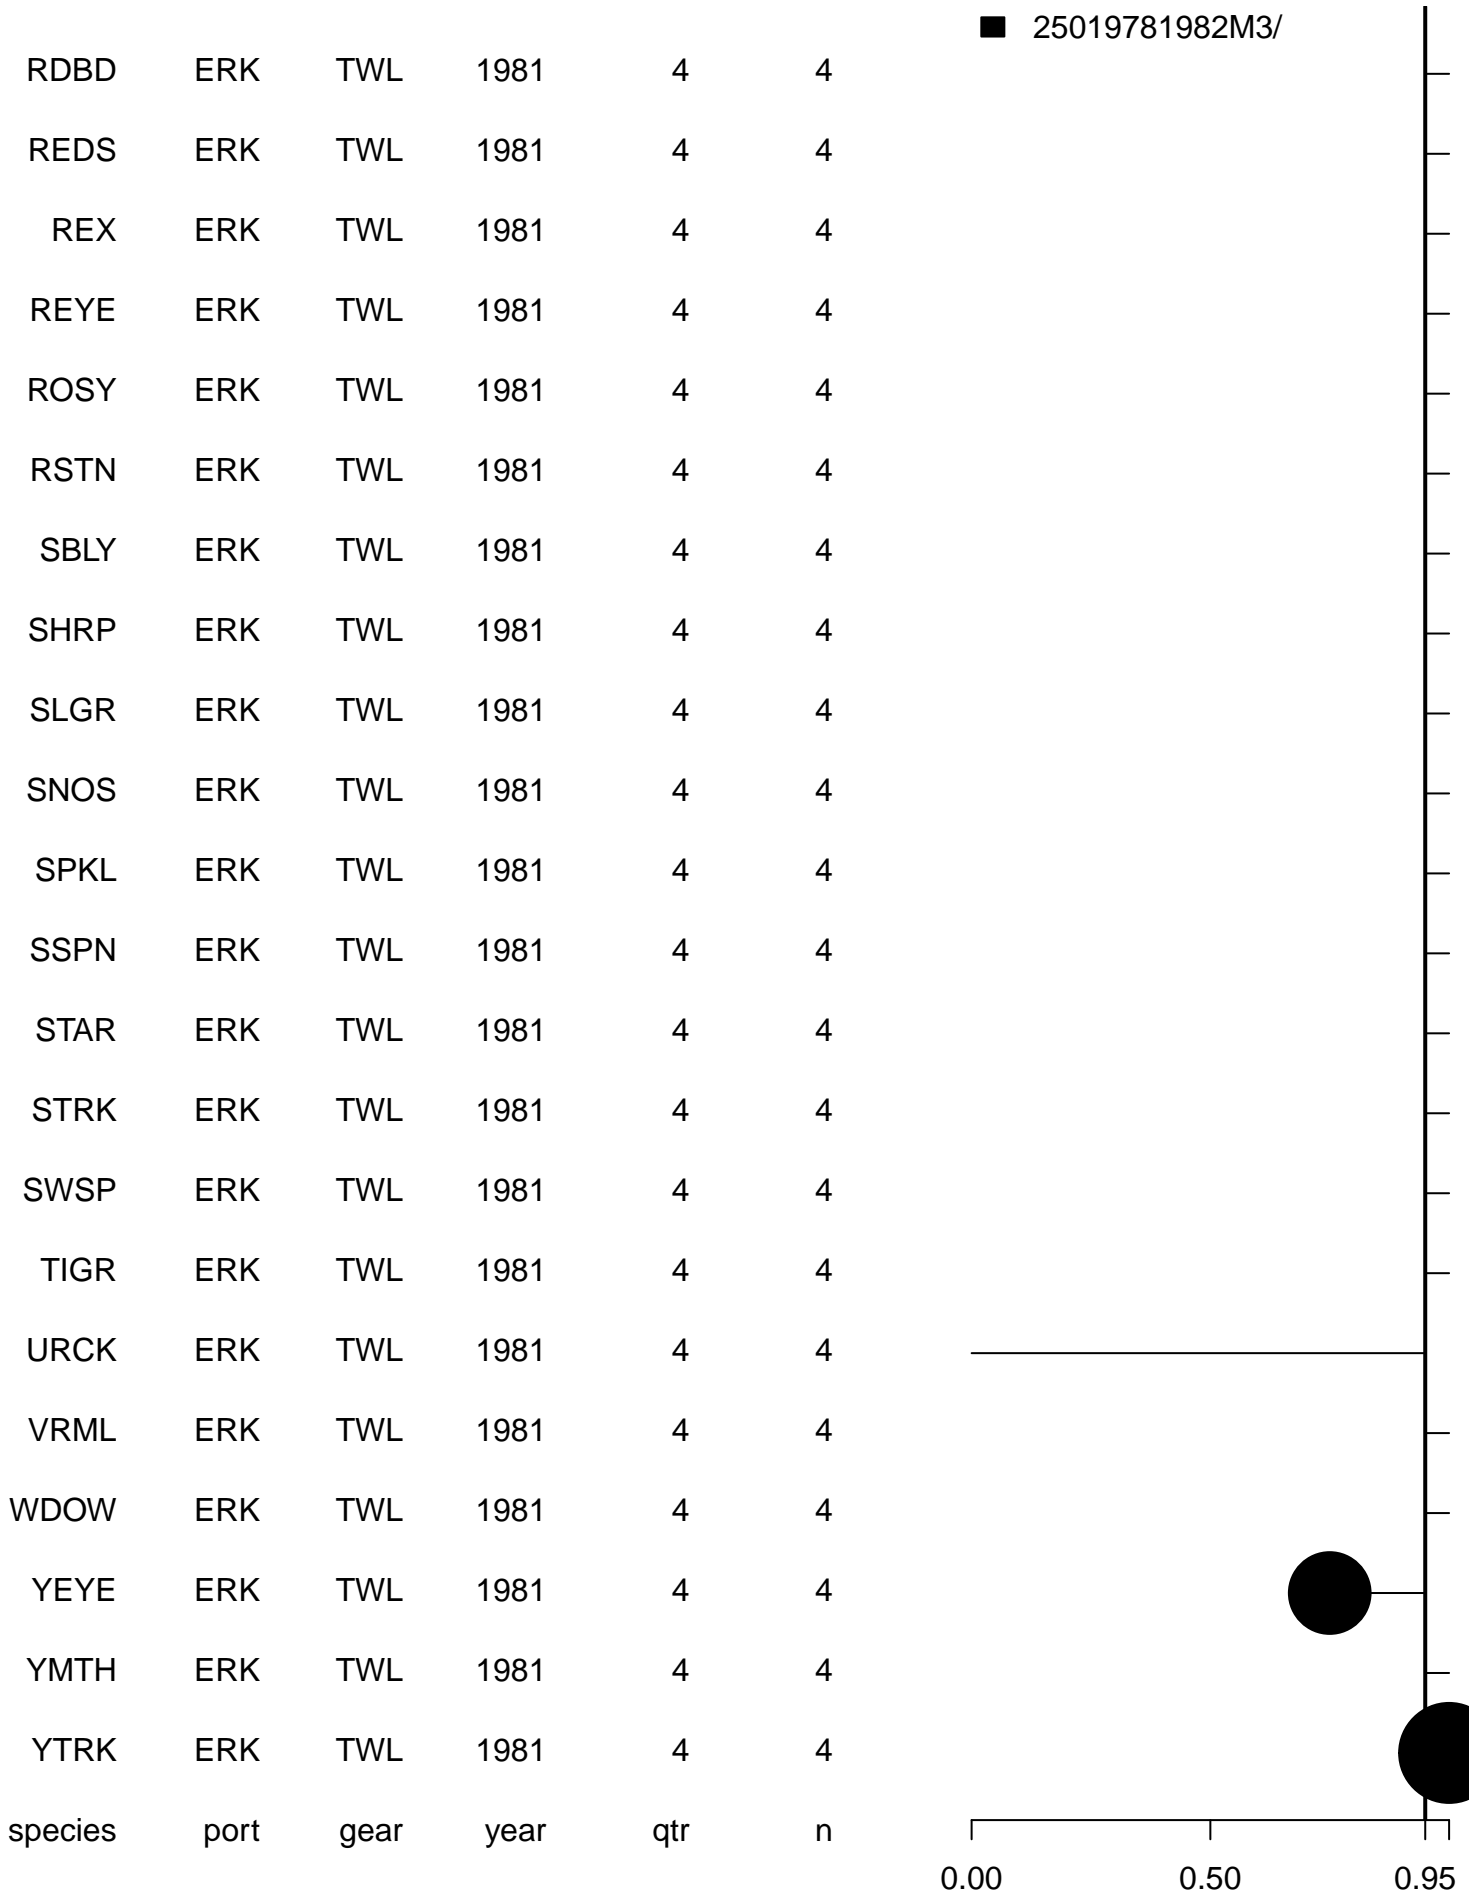 25019781982M3/
RDBD ERK TWL 1981 4 4
REDS ERK TWL 1981 4 4
REX ERK TWL 1981 4 4
REYE ERK TWL 1981 4 4
ROSY ERK TWL 1981 4 4
RSTN ERK TWL 1981 4 4
SBLY ERK TWL 1981 4 4
SHRP ERK TWL 1981 4 4
SLGR ERK TWL 1981 4 4
SNOS ERK TWL 1981 4 4
SPKL ERK TWL 1981 4 4
SSPN ERK TWL 1981 4 4
STAR ERK TWL 1981 4 4
STRK ERK TWL 1981 4 4
SWSP ERK TWL 1981 4 4
TIGR ERK TWL 1981 4 4
URCK ERK TWL 1981 4 4
VRML ERK TWL 1981 4 4
WDOW ERK TWL 1981 4 4
YEYE ERK TWL 1981 4 4
YMTH ERK TWL 1981 4 4
YTRK ERK TWL 1981 4 4
species port gear year qtr n
0.00 0.50 0.95